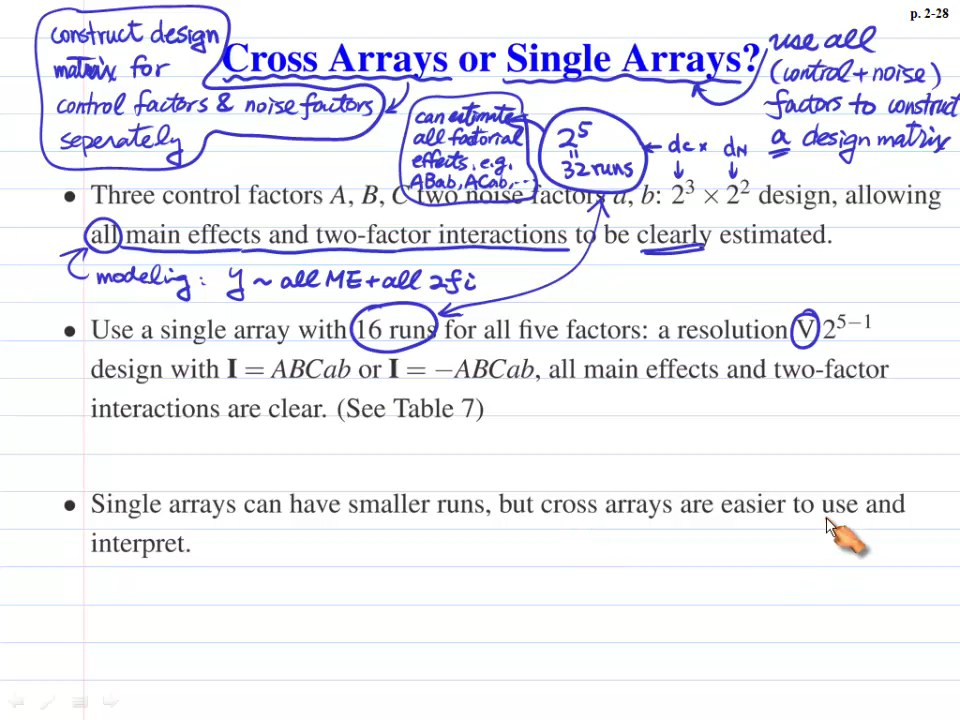 p. 2-28
construct design
matrix for
control factors & noise factors
seperately
Cross Arrays or Single Arrays?
use all
(control + noise)
factors to construct
a design matrix
can estimate
all factorial
effects, e.g.
ABab, ACab, ...
2^5
=
32 runs
← d_C × d_N
• Three control factors A, B, C Two noise factors a, b: 2^3 × 2^2 design, allowing
all main effects and two-factor interactions to be clearly estimated.
modeling: y ~ all ME + all 2fi
• Use a single array with 16 runs for all five factors: a resolution V 2^{5−1}
design with I = ABCab or I = −ABCab, all main effects and two-factor
interactions are clear. (See Table 7)
• Single arrays can have smaller runs, but cross arrays are easier to use and
interpret.